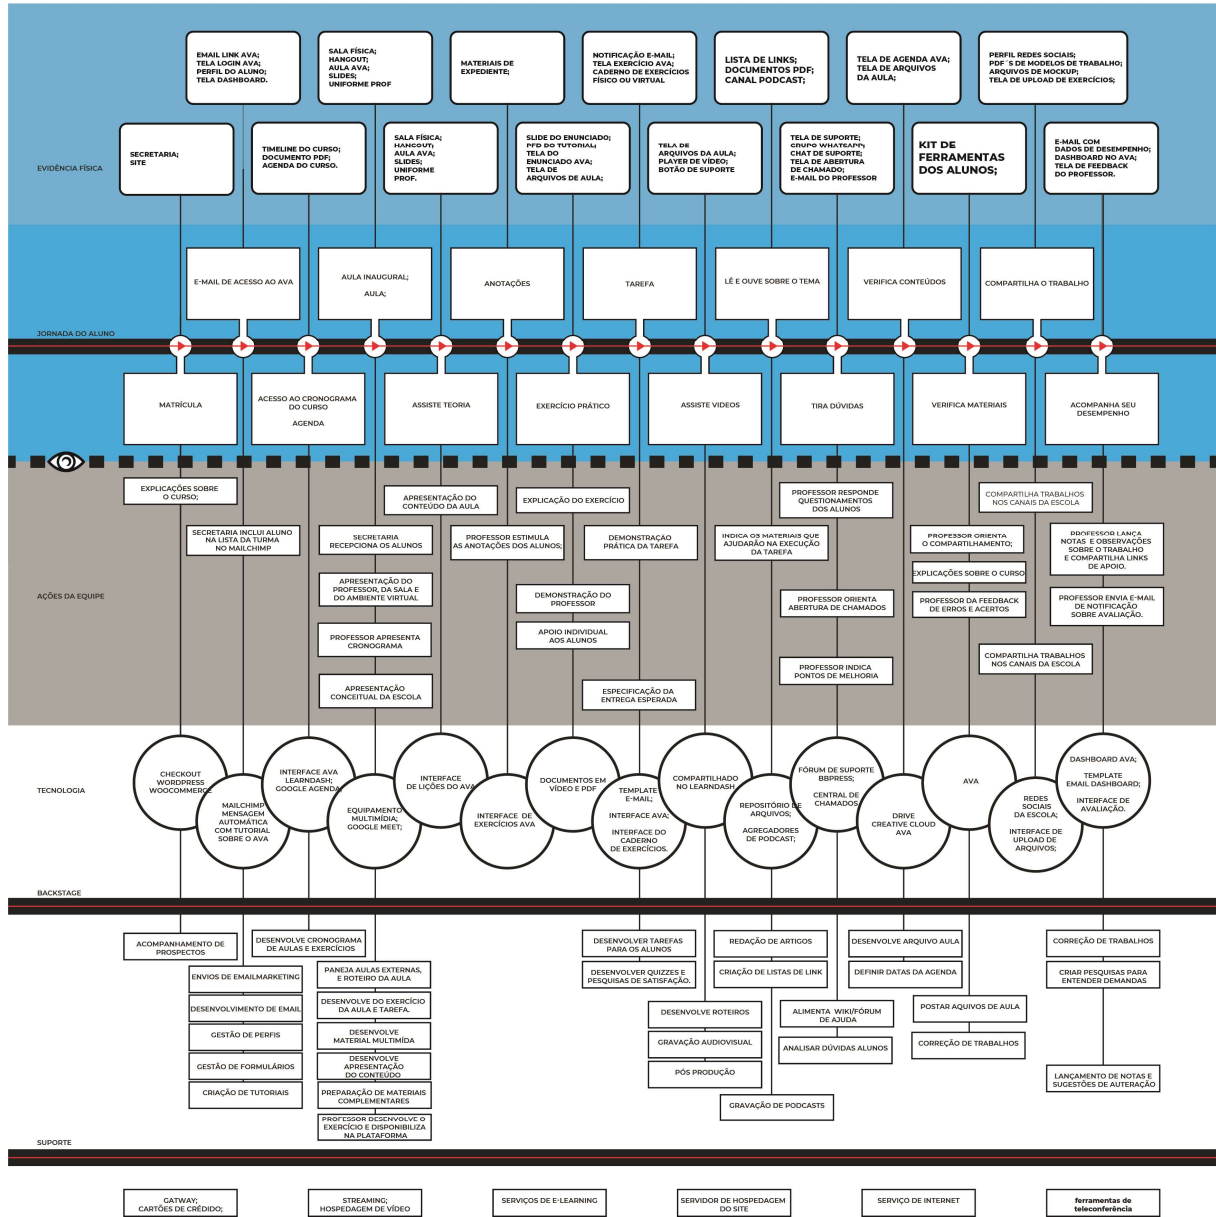 EMAIL LINK AVA;
TELA LOGIN AVA;
PERFIL DO ALUNO;
TELA DASHBOARD.
SALA FÍSICA;
HANGOUT;
AULA AVA;
SLIDES;
UNIFORME PROF
MATERIAIS DE
EXPEDIENTE;
NOTIFICAÇÃO E-MAIL;
TELA EXERCÍCIO AVA;
CADERNO DE EXERCÍCIOS
FÍSICO OU VIRTUAL
LISTA DE LINKS;
DOCUMENTOS PDF;
CANAL PODCAST;
TELA DE AGENDA AVA;
TELA DE ARQUIVOS
DA AULA;
PERFIL REDES SOCIAIS;
PDF´S DE MODELOS DE TRABALHO;
ARQUIVOS DE MOCKUP;
TELA DE UPLOAD DE EXERCÍCIOS;
EVIDÊNCIA FÍSICA
SECRETARIA;
SITE
TIMELINE DO CURSO;
DOCUMENTO PDF;
AGENDA DO CURSO.
SALA FÍSICA;
HANGOUT;
AULA AVA;
SLIDES;
UNIFORME
PROF.
SLIDE DO ENUNCIADO;
PFD DO TUTORIAL;
TELA DO
ENUNCIADO AVA;
TELA DE
ARQUIVOS DE AULA;
TELA DE
ARQUIVOS DA AULA;
PLAYER DE VÍDEO;
BOTÃO DE SUPORTE
TELA DE SUPORTE;
GRUPO WHATSAPP;
CHAT DE SUPORTE;
TELA DE ABERTURA
DE CHAMADO;
E-MAIL DO PROFESSOR
KIT DE
FERRAMENTAS
DOS ALUNOS;
E-MAIL COM
DADOS DE DESEMPENHO;
DASHBOARD NO AVA;
TELA DE FEEDBACK
DO PROFESSOR.
E-MAIL DE ACESSO AO AVA
AULA INAUGURAL;
AULA;
ANOTAÇÕES
TAREFA
LÊ E OUVE SOBRE O TEMA
VERIFICA CONTEÚDOS
COMPARTILHA O TRABALHO
JORNADA DO ALUNO
MATRÍCULA
ACESSO AO CRONOGRAMA
DO CURSO
AGENDA
ASSISTE TEORIA
EXERCÍCIO PRÁTICO
ASSISTE VIDEOS
TIRA DÚVIDAS
VERIFICA MATERIAIS
ACOMPANHA SEU
DESEMPENHO
AÇÕES DA EQUIPE
EXPLICAÇÕES SOBRE
O CURSO;
SECRETARIA INCLUI ALUNO
NA LISTA DA TURMA
NO MAILCHIMP
SECRETARIA
RECEPCIONA OS ALUNOS
APRESENTAÇÃO DO
PROFESSOR, DA SALA E
DO AMBIENTE VIRTUAL
PROFESSOR APRESENTA
CRONOGRAMA
APRESENTAÇÃO
CONCEITUAL DA ESCOLA
APRESENTAÇÃO DO
CONTEÚDO DA AULA
PROFESSOR ESTIMULA
AS ANOTAÇÕES DOS ALUNOS;
EXPLICAÇÃO DO EXERCÍCIO
DEMONSTRAÇÃO DO
PROFESSOR
APOIO INDIVIDUAL
AOS ALUNOS
DEMONSTRAÇÃO
PRÁTICA DA TAREFA
ESPECIFICAÇÃO DA
ENTREGA ESPERADA
INDICA OS MATERIAIS QUE
AJUDARÃO NA EXECUÇÃO
DA TAREFA
PROFESSOR RESPONDE
QUESTIONAMENTOS
DOS ALUNOS
PROFESSOR ORIENTA
ABERTURA DE CHAMADOS
PROFESSOR INDICA
PONTOS DE MELHORIA
PROFESSOR ORIENTA
O COMPARTILHAMENTO;
EXPLICAÇÕES SOBRE O CURSO
PROFESSOR DA FEEDBACK
DE ERROS E ACERTOS
COMPARTILHA TRABALHOS
NOS CANAIS DA ESCOLA
COMPARTILHA TRABALHOS
NOS CANAIS DA ESCOLA
PROFESSOR LANÇA
NOTAS E OBSERVAÇÕES
SOBRE O TRABALHO
E COMPARTILHA LINKS
DE APOIO.
PROFESSOR ENVIA E-MAIL
DE NOTIFICAÇÃO
SOBRE AVALIAÇÃO.
TECNOLOGIA
CHECKOUT
WORDPRESS
WOOCOMMERCE
MAILCHIMP
MENSAGEM
AUTOMÁTICA
COM TUTORIAL
SOBRE O AVA
INTERFACE AVA
LEARNDASH;
GOOGLE AGENDA;
EQUIPAMENTO
MULTIMÍDIA;
GOOGLE MEET;
INTERFACE
DE LIÇÕES DO AVA
INTERFACE DE
EXERCÍCIOS AVA
DOCUMENTOS EM
VÍDEO E PDF
TEMPLATE
E-MAIL;
INTERFACE AVA;
INTERFACE DO
CADERNO
DE EXERCÍCIOS.
COMPARTILHADO
NO LEARNDASH
REPOSITÓRIO DE
ARQUIVOS;
AGREGADORES
DE PODCAST;
FÓRUM DE SUPORTE
BBPRESS;
CENTRAL DE
CHAMADOS
DRIVE
CREATIVE CLOUD
AVA
AVA
REDES
SOCIAIS
DA ESCOLA;
INTERFACE DE
UPLOAD DE
ARQUIVOS;
DASHBOARD AVA;
TEMPLATE
EMAIL DASHBOARD;
INTERFACE DE
AVALIAÇÃO.
BACKSTAGE
ACOMPANHAMENTO DE
PROSPECTOS
ENVIOS DE EMAILMARKETING
DESENVOLVIMENTO DE EMAIL
GESTÃO DE PERFIS
GESTÃO DE FORMULÁRIOS
CRIAÇÃO DE TUTORIAIS
DESENVOLVE CRONOGRAMA
DE AULAS E EXERCÍCIOS
PANEJA AULAS EXTERNAS,
E ROTEIRO DA AULA
DESENVOLVE DO EXERCÍCIO
DA AULA E TAREFA.
DESENVOLVE
MATERIAL MULTIMÍDA
DESENVOLVE
APRESENTAÇÃO
DO CONTEÚDO
PREPARAÇÃO DE MATERIAIS
COMPLEMENTARES
PROFESSOR DESENVOLVE O
EXERCÍCIO E DISPONIBILIZA
NA PLATAFORMA
DESENVOLVER TAREFAS
PARA OS ALUNOS
DESENVOLVER QUIZZES E
PESQUISAS DE SATISFAÇÃO.
DESENVOLVE ROTEIROS
GRAVAÇÃO AUDIOVISUAL
PÓS PRODUÇÃO
REDAÇÃO DE ARTIGOS
CRIAÇÃO DE LISTAS DE LINK
GRAVAÇÃO DE PODCASTS
ALIMENTA WIKI/FÓRUM
DE AJUDA
ANALISAR DÚVIDAS ALUNOS
DESENVOLVE ARQUIVO AULA
DEFINIR DATAS DA AGENDA
POSTAR AQUIVOS DE AULA
CORREÇÃO DE TRABALHOS
CORREÇÃO DE TRABALHOS
CRIAR PESQUISAS PARA
ENTENDER DEMANDAS
LANÇAMENTO DE NOTAS E
SUGESTÕES DE AUTERAÇÃO
SUPORTE
GATWAY;
CARTÕES DE CRÉDIDO;
STREAMING;
HOSPEDAGEM DE VÍDEO
SERVIÇOS DE E-LEARNING
SERVIDOR DE HOSPEDAGEM
DO SITE
SERVIÇO DE INTERNET
ferramentas de
teleconferência